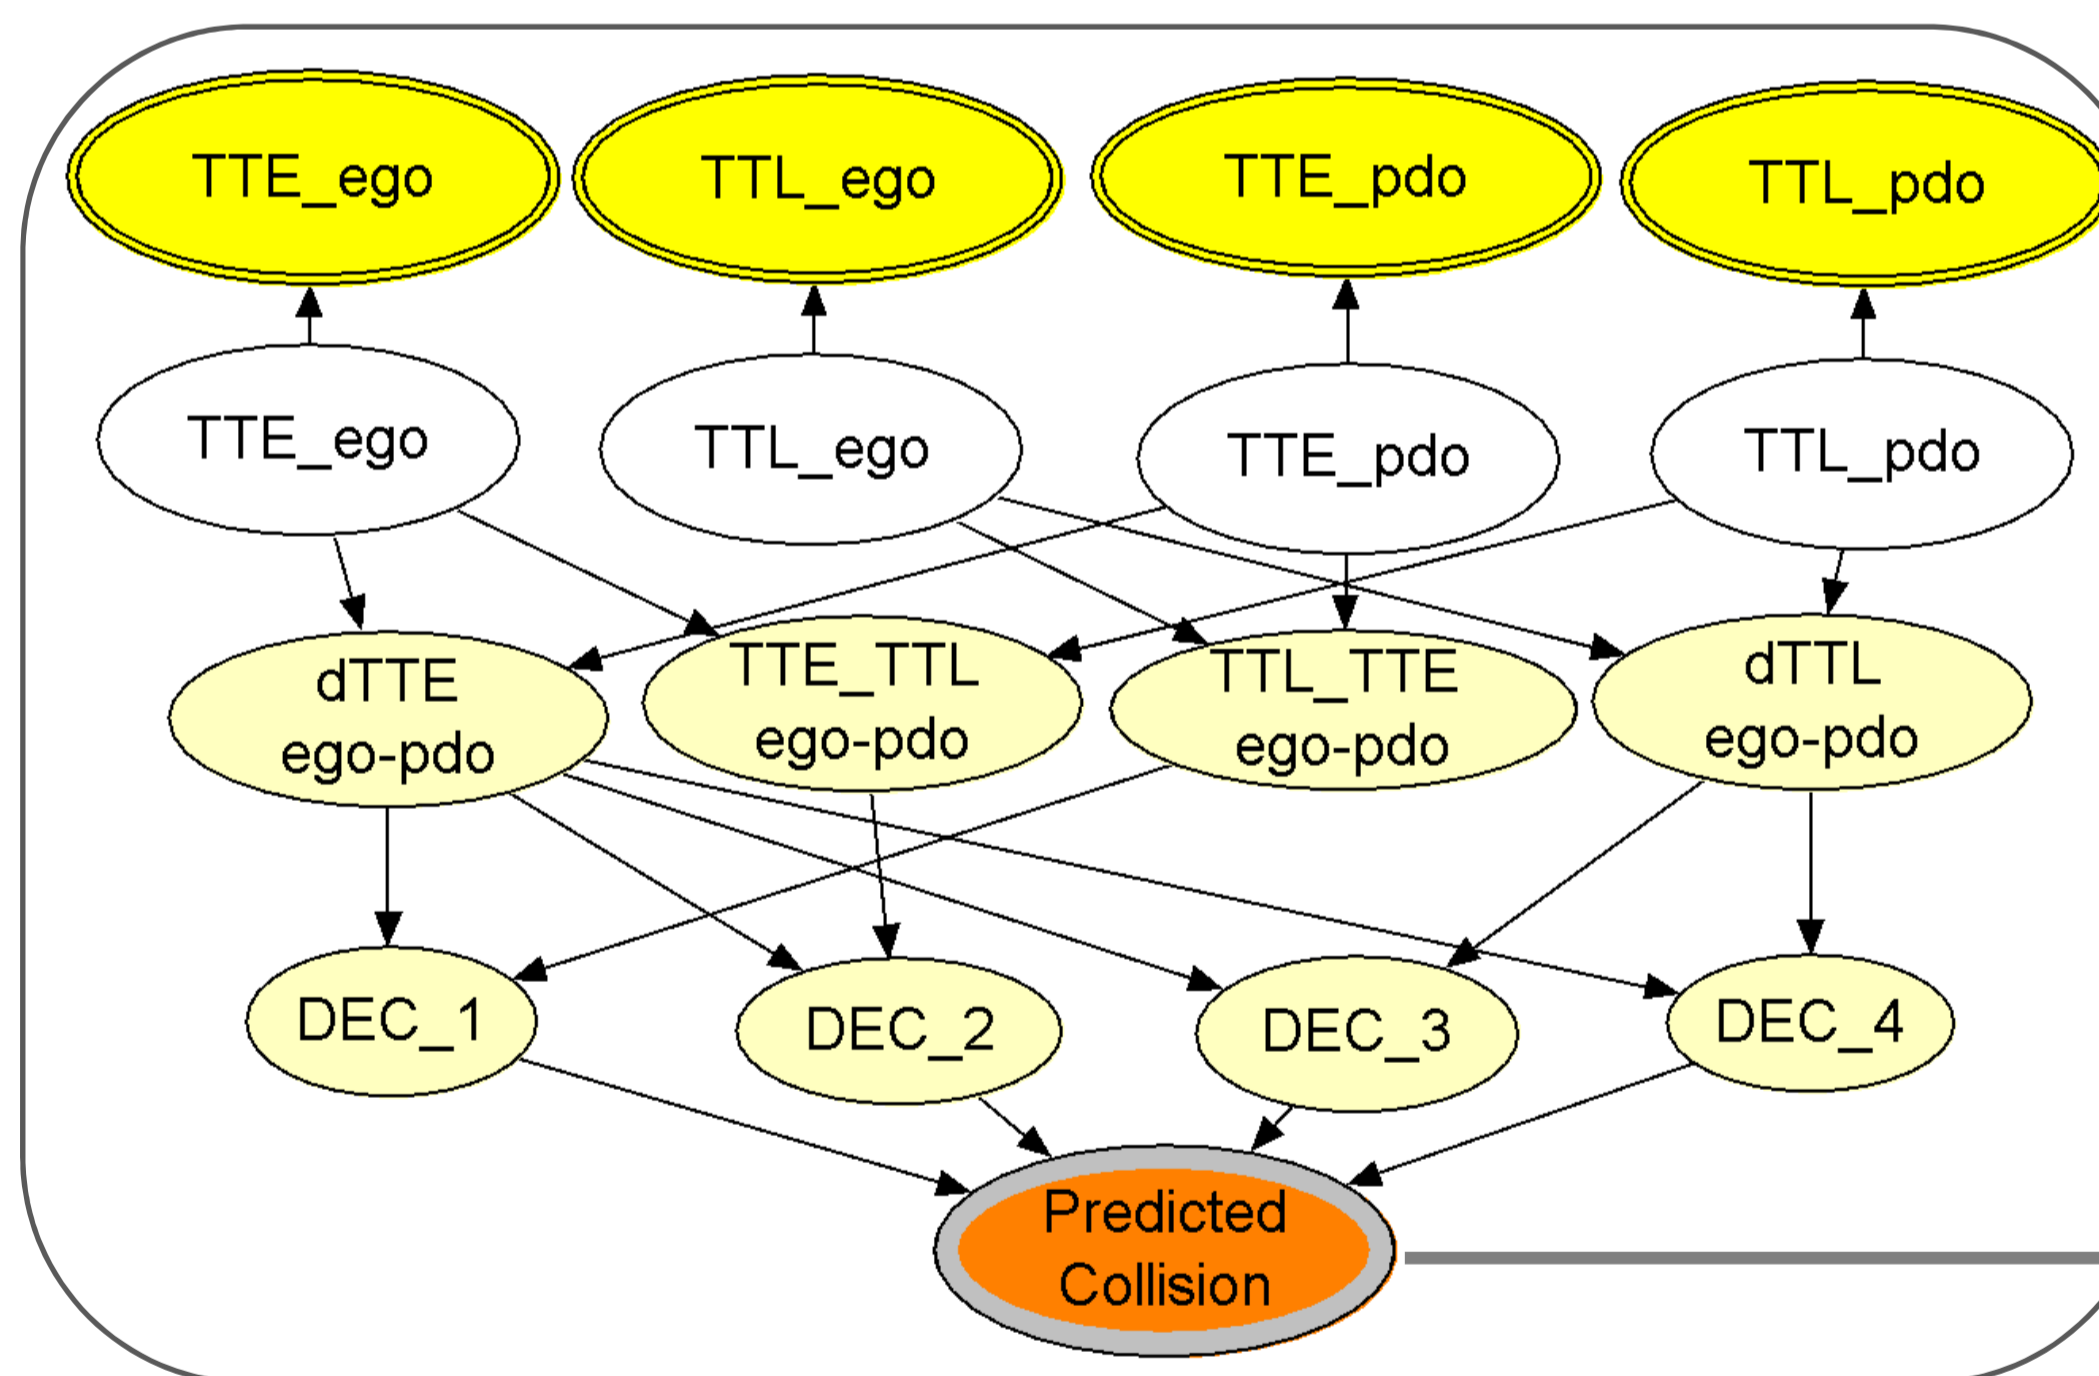 TTE_ego
TTL_ego
TTE_pdo
TTL_pdo
TTE_ego
TTL_ego
TTE_pdo
TTL_pdo
dTTE
ego-pdo
TTE_TTL
ego-pdo
TTL_TTE
ego-pdo
dTTL
ego-pdo
DEC_1
DEC_2
DEC_3
DEC_4
Predicted
Collision